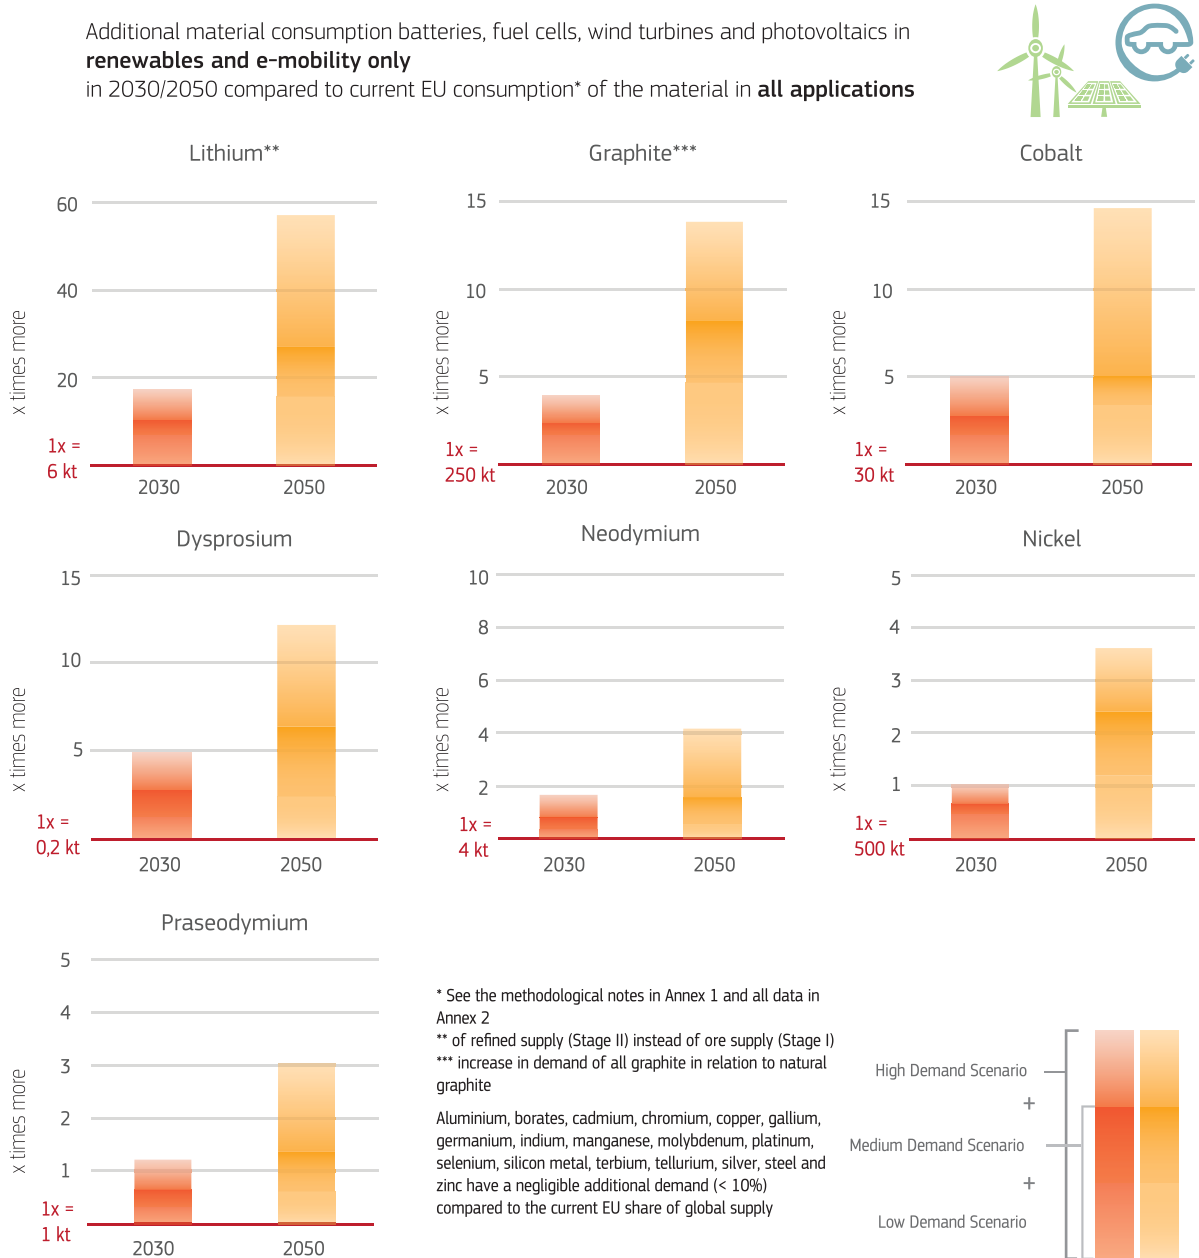 Additional material consumption batteries, fuel cells, wind turbines and photovoltaics in
renewables and e-mobility only
in 2030/2050 compared to current EU consumption* of the material in all applications
Lithium**
60
40
20
x times more
1x =
6 kt
2030
2050
Graphite***
15
10
5
x times more
1x =
250 kt
2030
2050
Cobalt
15
10
5
x times more
1x =
30 kt
2030
2050
Dysprosium
15
10
5
x times more
1x =
0,2 kt
2030
2050
Neodymium
10
8
6
4
2
x times more
1x =
4 kt
2030
2050
Nickel
5
4
3
2
1
x times more
1x =
500 kt
2030
2050
Praseodymium
5
4
3
2
1
x times more
1x =
1 kt
2030
2050
* See the methodological notes in Annex 1 and all data in
Annex 2
** of refined supply (Stage II) instead of ore supply (Stage I)
*** increase in demand of all graphite in relation to natural
graphite
Aluminium, borates, cadmium, chromium, copper, gallium,
germanium, indium, manganese, molybdenum, platinum,
selenium, silicon metal, terbium, tellurium, silver, steel and
zinc have a negligible additional demand (< 10%)
compared to the current EU share of global supply
High Demand Scenario
+
Medium Demand Scenario
+
Low Demand Scenario